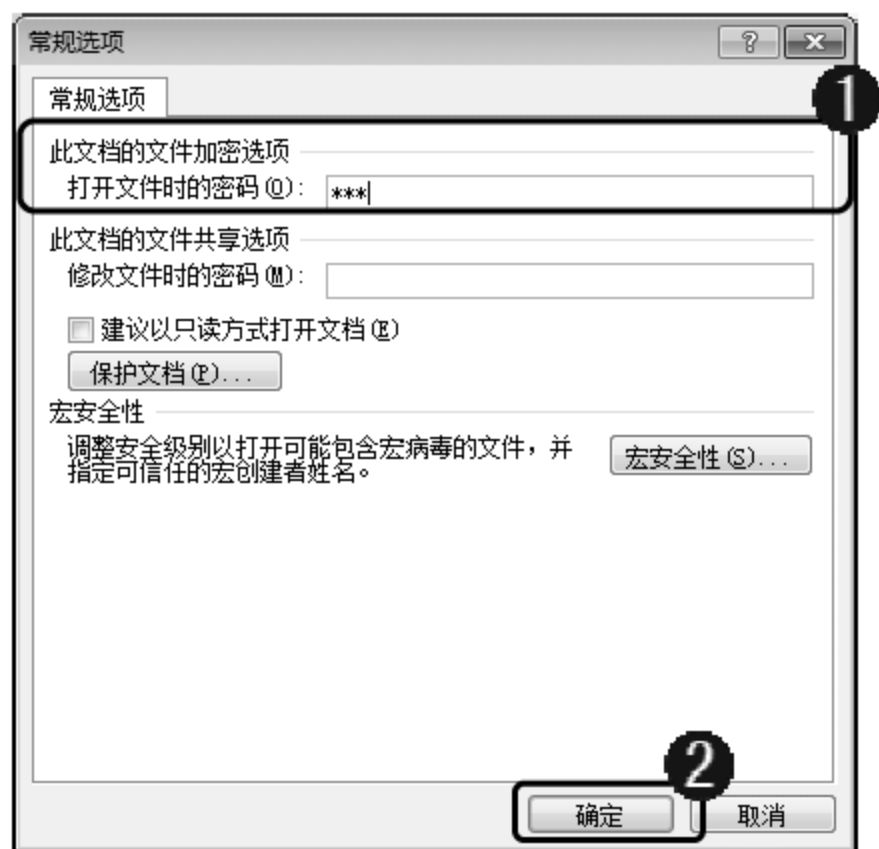 常规选项
1
常规选项
此文档的文件加密选项
打开文件时的密码(O): ***
此文档的文件共享选项
修改文件时的密码(M):
建议以只读方式打开文档(E)
保护文档(P)...
宏安全性
调整安全级别以打开可能包含宏病毒的文件，并
指定可信任的宏创建者姓名。
宏安全性(S)...
2
确定 取消